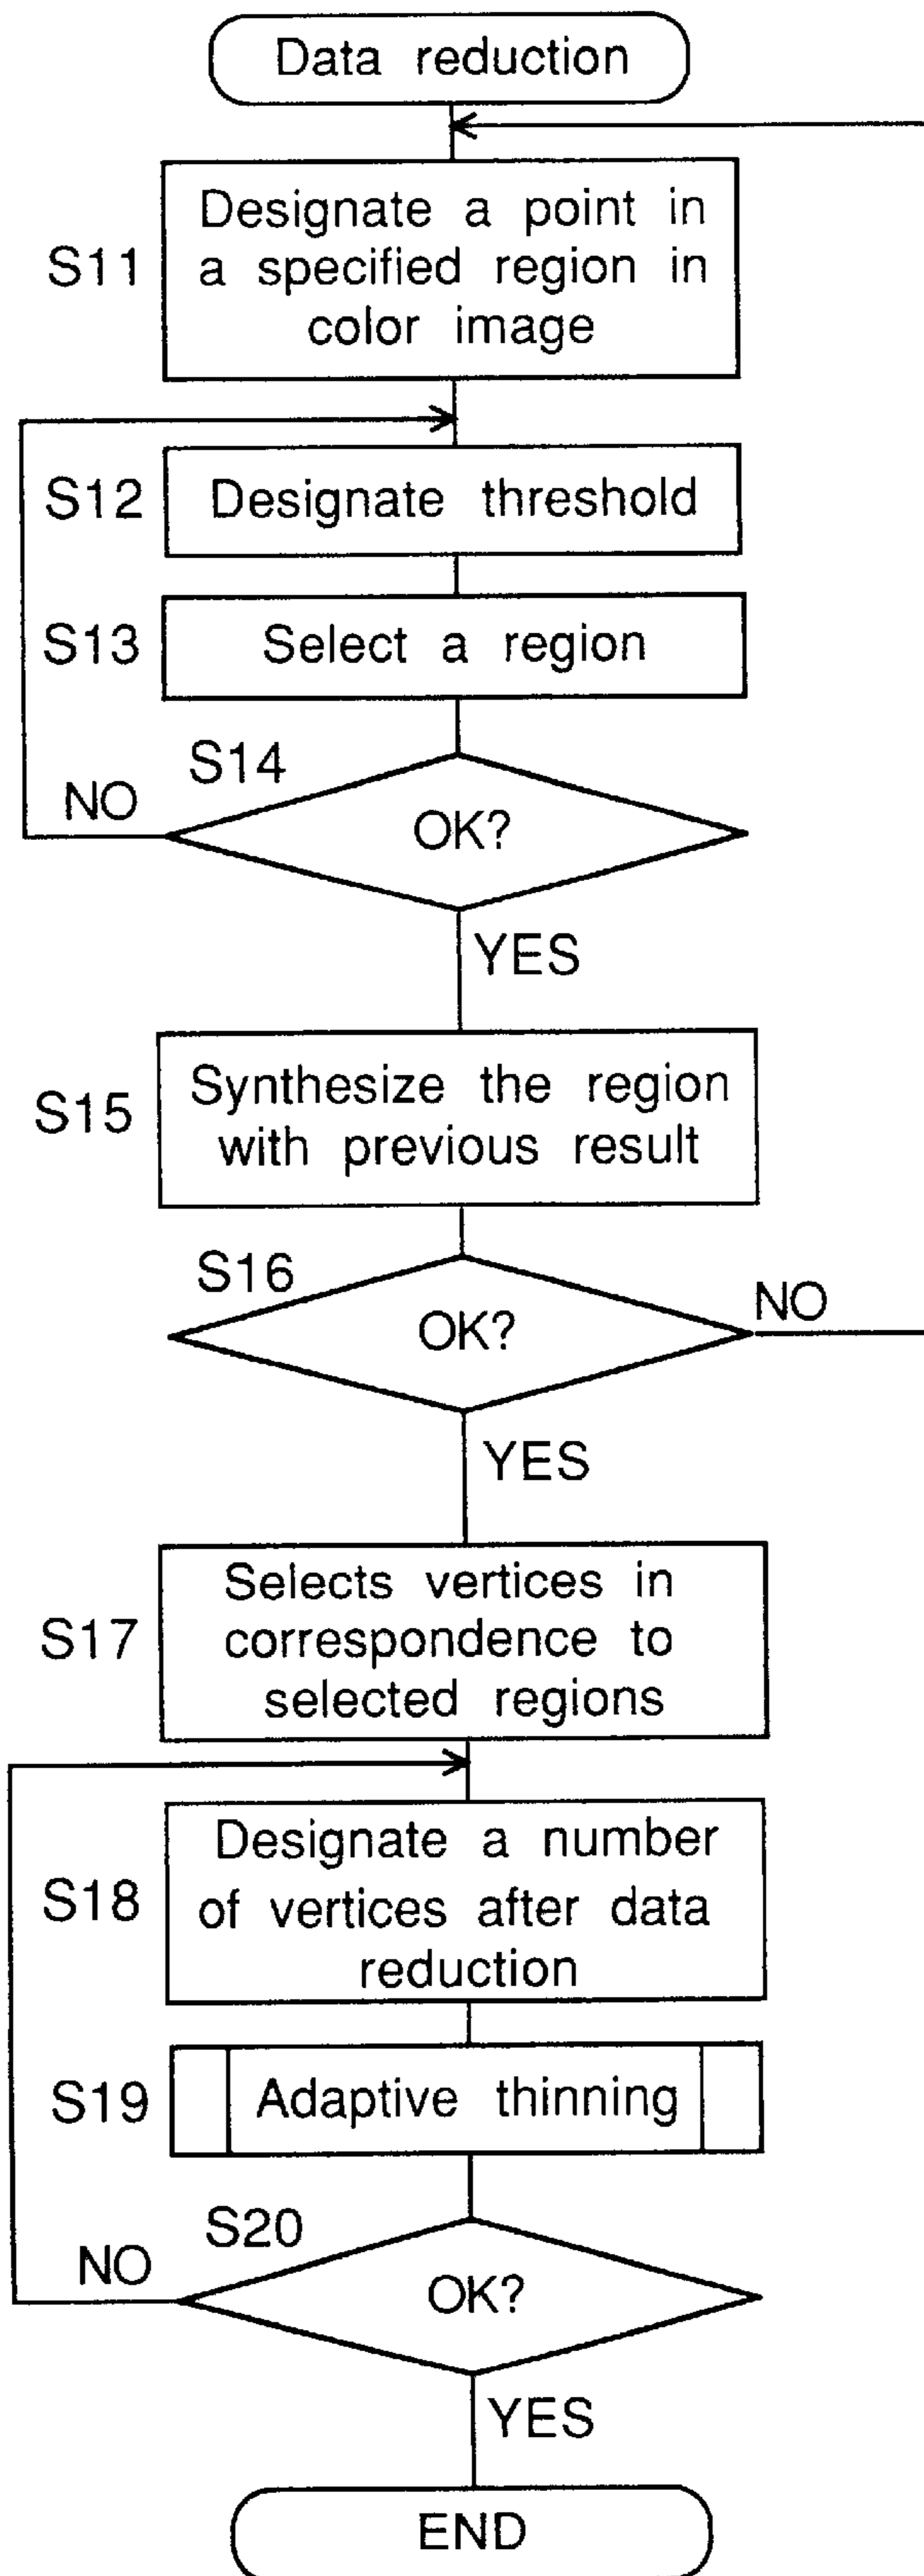 Data reduction
Designate a point in
S11 a specified region in
color image
S12 Designate threshold
S13 Select a region
S14
NO OK?
YES
Synthesize the region
S15 with previous result
S16
OK? NO
YES
Selects vertices in
S17 correspondence to
selected regions
Designate a number
S18 of vertices after data
reduction
S19 Adaptive thinning
S20
NO OK?
YES
END